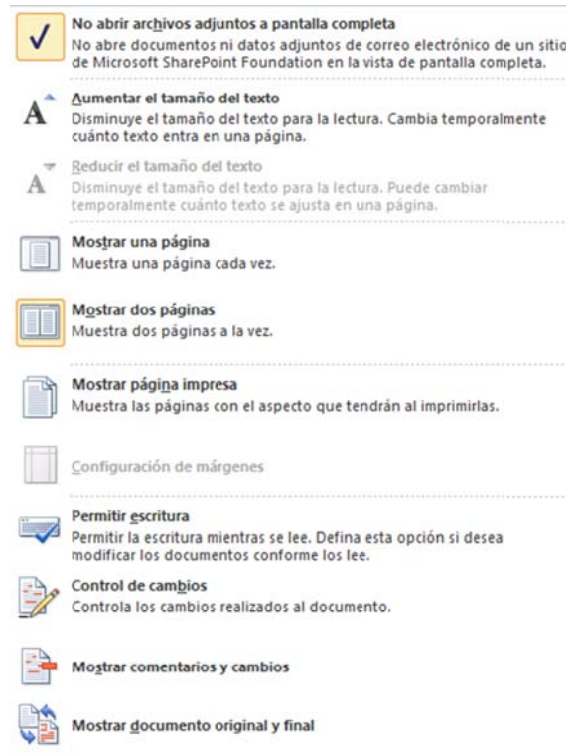 No abrir archivos adjuntos a pantalla completa
No abre documentos ni datos adjuntos de correo electrónico de un sitio
de Microsoft SharePoint Foundation en la vista de pantalla completa.
Aumentar el tamaño del texto
Disminuye el tamaño del texto para la lectura. Cambia temporalmente
cuánto texto entra en una página.
Reducir el tamaño del texto
Disminuye el tamaño del texto para la lectura. Puede cambiar
temporalmente cuánto texto se ajusta en una página.
Mostrar una página
Muestra una página cada vez.
Mostrar dos páginas
Muestra dos páginas a la vez.
Mostrar página impresa
Muestra las páginas con el aspecto que tendrán al imprimirlas.
Configuración de márgenes
Permitir escritura
Permitir la escritura mientras se lee. Defina esta opción si desea
modificar los documentos conforme los lee.
Control de cambios
Controla los cambios realizados al documento.
Mostrar comentarios y cambios
Mostrar documento original y final